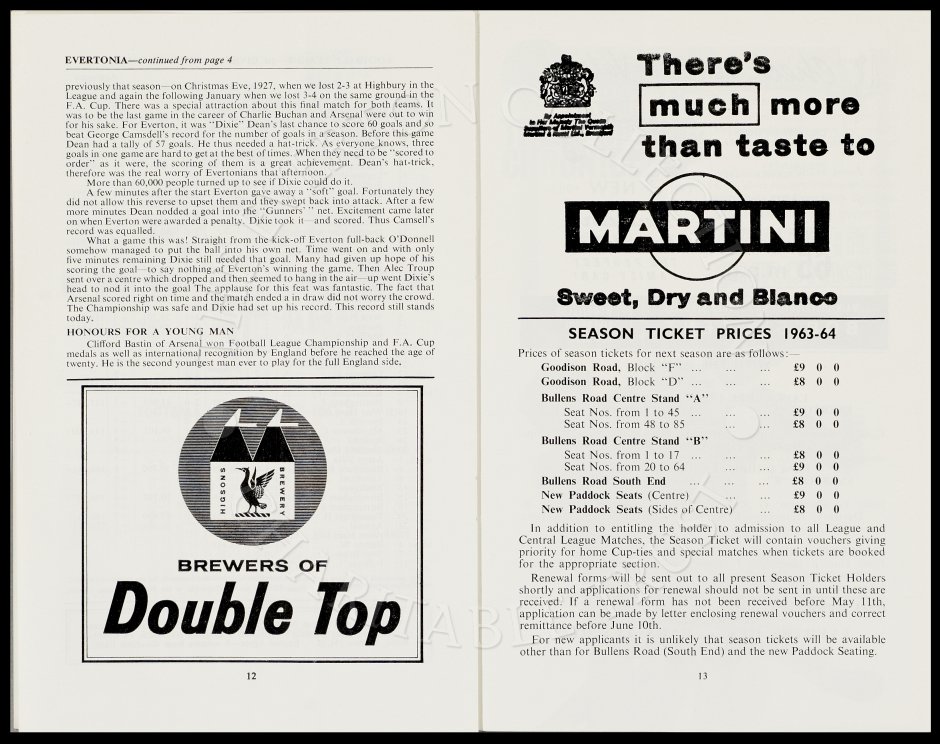 EVERTONIA—continued from page 4
previously that season—on Christmas Eve, 1927, when we lost 2-3 at Highbury in the
League and again the following January when we lost 3-4 on the same ground in the
F.A. Cup. There was a special attraction about this final match for both teams. It
was to be the last game in the career of Charlie Buchan and Arsenal were out to win
for his sake. For Everton, it was "Dixie" Dean's last chance to score 60 goals and so
beat George Camsdell's record for the number of goals in a season. Before this game
Dean had a tally of 57 goals. He thus needed a hat-trick. As everyone knows, three
goals in one game are hard to get at the best of times. When they need to be "scored to
order" as it were, the scoring of them is a great achievement. Dean's hat-trick,
therefore was the real worry of Evertonians that afternoon.
More than 60,000 people turned up to see if Dixie could do it.
A few minutes after the start Everton gave away a "soft" goal. Fortunately they
did not allow this reverse to upset them and they swept back into attack. After a few
more minutes Dean nodded a goal into the "Gunners'" net. Excitement came later
on when Everton were awarded a penalty. Dixie took it—and scored. Thus Camsell's
record was equalled.
What a game this was! Straight from the kick-off Everton full-back O'Donnell
somehow managed to put the ball into his own net. Time went on and with only
five minutes remaining Dixie still needed that goal. Many had given up hope of his
scoring the goal—to say nothing of Everton's winning the game. Then Alec Troup
sent over a centre which dropped and then seemed to hang in the air—up went Dixie's
head to nod it into the goal The applause for this feat was fantastic. The fact that
Arsenal scored right on time and the match ended a in draw did not worry the crowd.
The Championship was safe and Dixie had set up his record. This record still stands
today.
HONOURS FOR A YOUNG MAN
Clifford Bastin of Arsenal won Football League Championship and F.A. Cup
medals as well as international recognition by England before he reached the age of
twenty. He is the second youngest man ever to play for the full England side.
HIGSONS
BREWERY
BREWERS OF
Double Top
12
There's
much more
than taste to
By Appointment
To Her Majesty The Queen
MARTINI
Sweet, Dry and Bianco
SEASON TICKET PRICES 1963-64
Prices of season tickets for next season are as follows:—
Goodison Road, Block "F" ... ... ... £9 0 0
Goodison Road, Block "D" ... ... ... £8 0 0
Bullens Road Centre Stand "A"
Seat Nos. from 1 to 45 ... ... ... £9 0 0
Seat Nos. from 48 to 85 ... ... ... £8 0 0
Bullens Road Centre Stand "B"
Seat Nos. from 1 to 17 ... ... ... £8 0 0
Seat Nos. from 20 to 64 ... ... £9 0 0
Bullens Road South End ... ... ... £8 0 0
New Paddock Seats (Centre) ... ... £9 0 0
New Paddock Seats (Sides of Centre) ... £8 0 0
In addition to entitling the holder to admission to all League and
Central League Matches, the Season Ticket will contain vouchers giving
priority for home Cup-ties and special matches when tickets are booked
for the appropriate section.
Renewal forms will be sent out to all present Season Ticket Holders
shortly and applications for renewal should not be sent in until these are
received. If a renewal form has not been received before May 11th,
application can be made by letter enclosing renewal vouchers and correct
remittance before June 10th.
For new applicants it is unlikely that season tickets will be available
other than for Bullens Road (South End) and the new Paddock Seating.
13